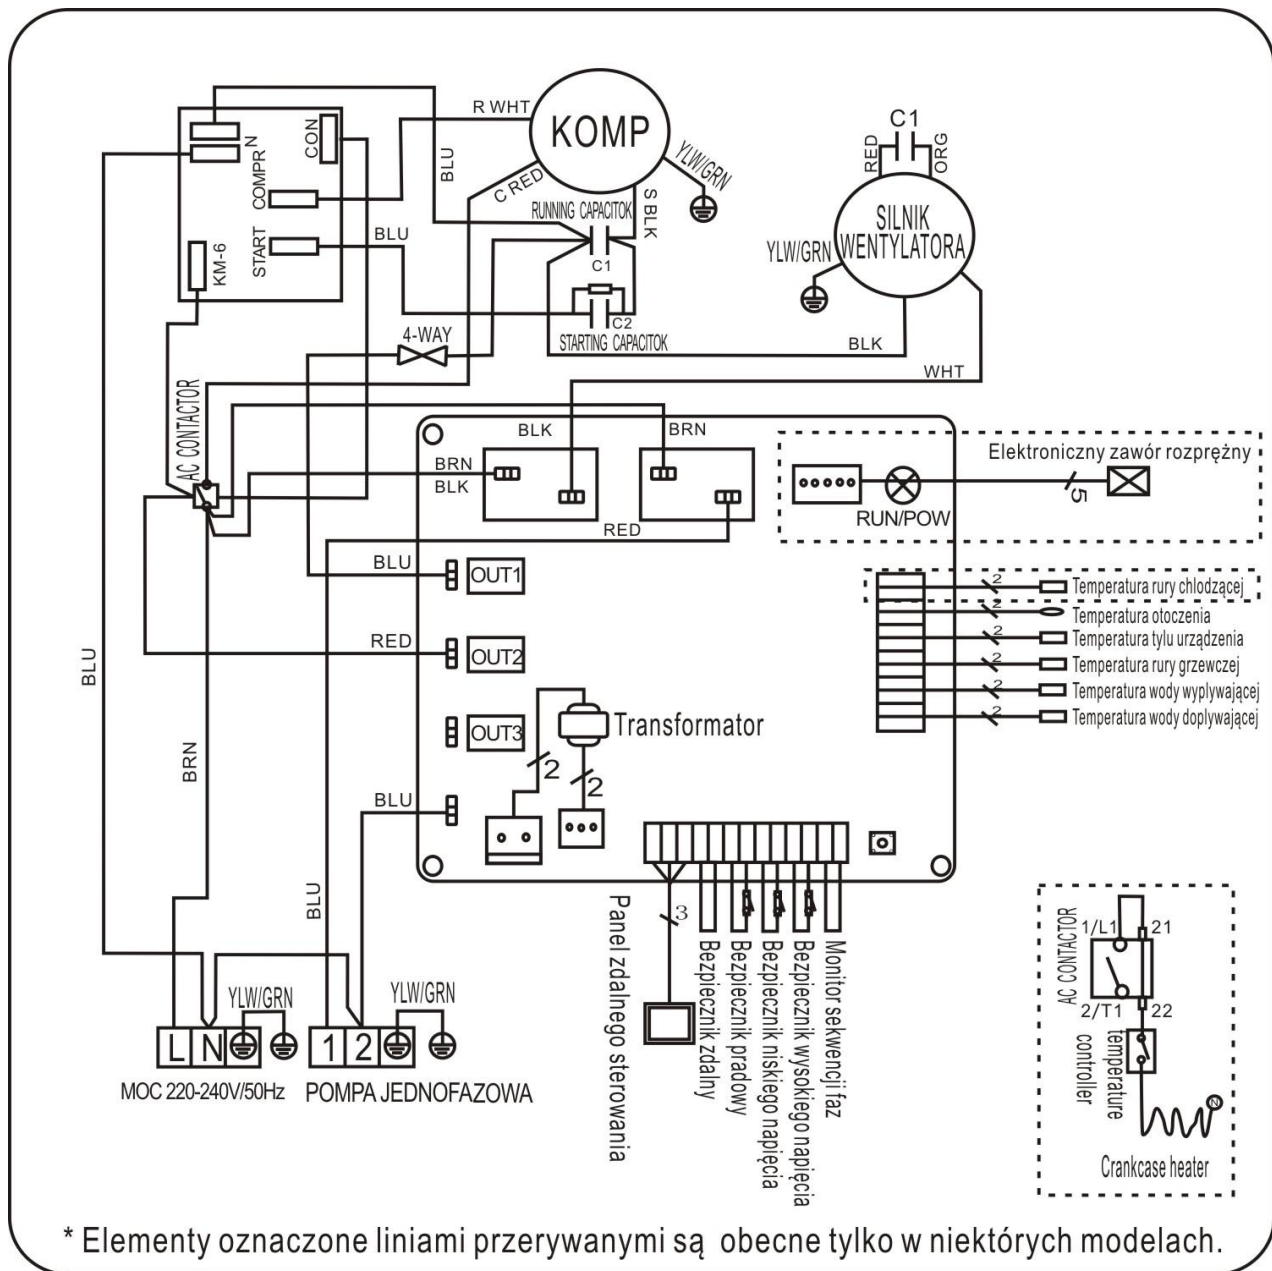 R WHT
KOMP
YLW/GRN
C1
RED
ORG
SILNIK
WENTYLATORA
YLW/GRN
BLU
C RED
S BLK
RUNNING CAPACITOK
C1
C2
STARTING CAPACITOK
N
CON
COMPR
START
KM-6
BLU
4-WAY
BLK
WHT
AC CONTACTOR
BLK
BRN
BRN
BLK
RED
Elektroniczny zawór rozprężny
RUN/POW
5
BLU
OUT1
RED
OUT2
OUT3
BLU
Transformator
2
2
2
Temperatura rury chlodzącej
2
Temperatura otoczenia
2
Temperatura tylu urządzenia
2
Temperatura rury grzewczej
2
Temperatura wody wyplywającej
2
Temperatura wody doplywającej
BLU
BRN
BLU
3
Panel zdalnego sterowania
Bezpiecznik zdalny
Bezpiecznik pradowy
Bezpiecznik niskiego napięcia
Bezpiecznik wysokiego napięcia
Monitor sekwencji faz
YLW/GRN
YLW/GRN
L N
1 2
MOC 220-240V/50Hz
POMPA JEDNOFAZOWA
AC CONTACTOR
1/L1
21
2/T1
22
temperature
controller
N
Crankcase heater
* Elementy oznaczone liniami przerywanymi są obecne tylko w niektórych modelach.